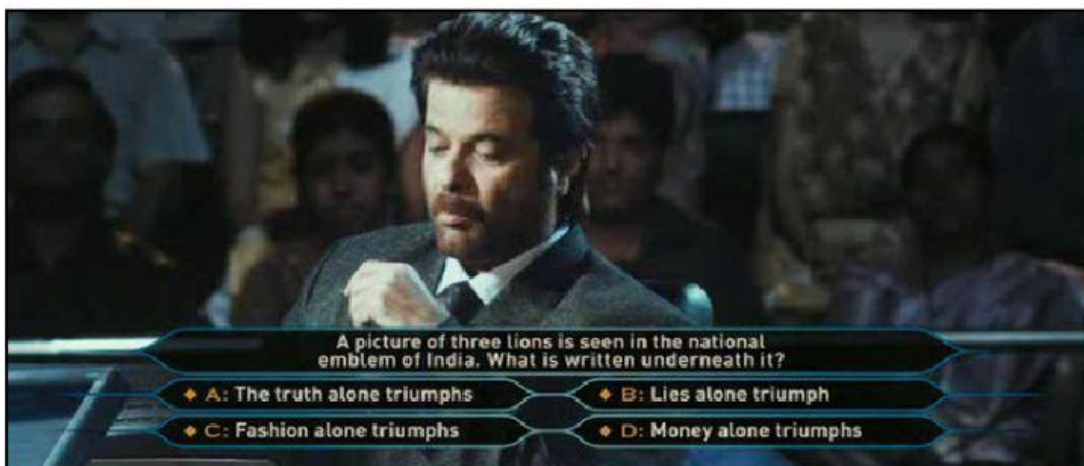 A picture of three lions is seen in the national
emblem of India. What is written underneath it?
A: The truth alone triumphs
B: Lies alone triumph
C: Fashion alone triumphs
D: Money alone triumphs